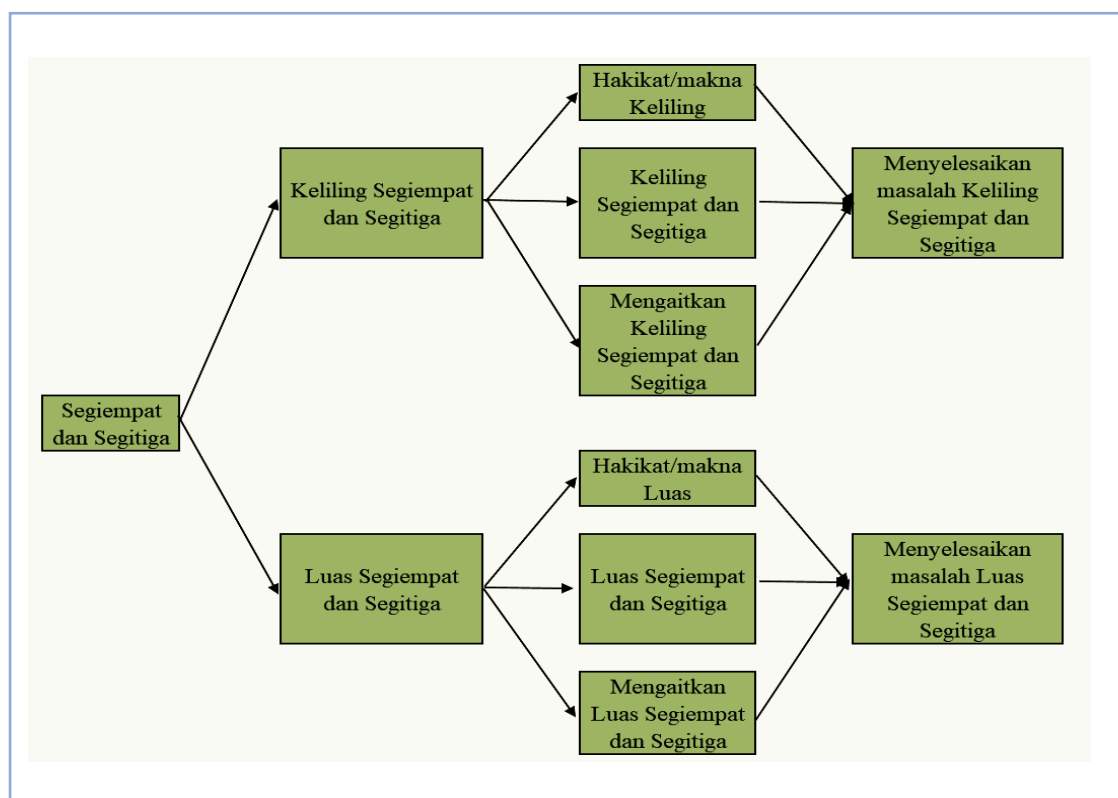 Hakikat/makna
Keliling
Keliling Segiempat
dan Segitiga
Keliling
Segiempat dan
Segitiga
Menyelesaikan
masalah Keliling
Segiempat dan
Segitiga
Mengaitkan
Keliling
Segiempat dan
Segitiga
Segiempat
dan Segitiga
Hakikat/makna
Luas
Luas Segiempat
dan Segitiga
Luas Segiempat
dan Segitiga
Menyelesaikan
masalah Luas
Segiempat dan
Segitiga
Mengaitkan
Luas Segiempat
dan Segitiga